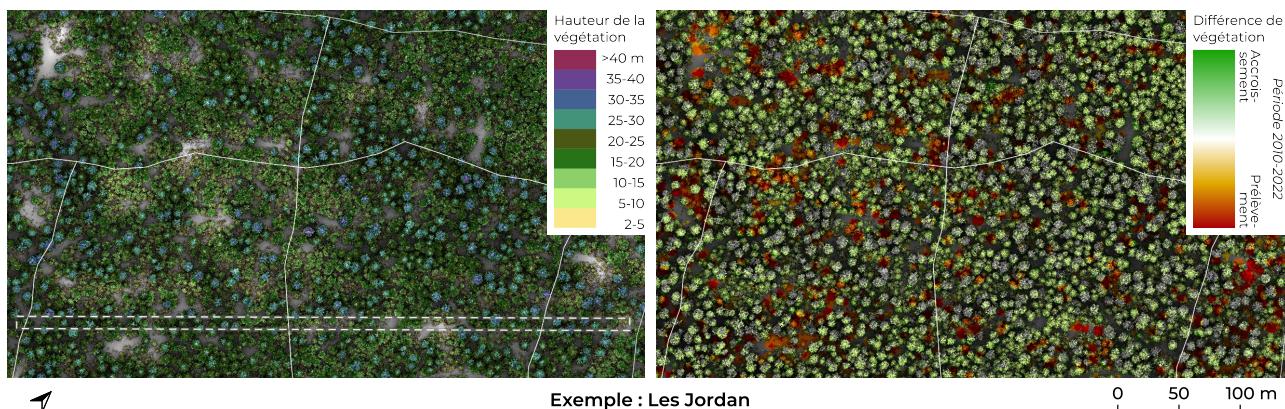 Hauteur de la
végétation
>40 m
35-40
30-35
25-30
20-25
15-20
10-15
5-10
2-5
Différence de
végétation
Accrois-
sement
Prélève-
ment
Période 2010-2022
Exemple : Les Jordan
0 50 100 m